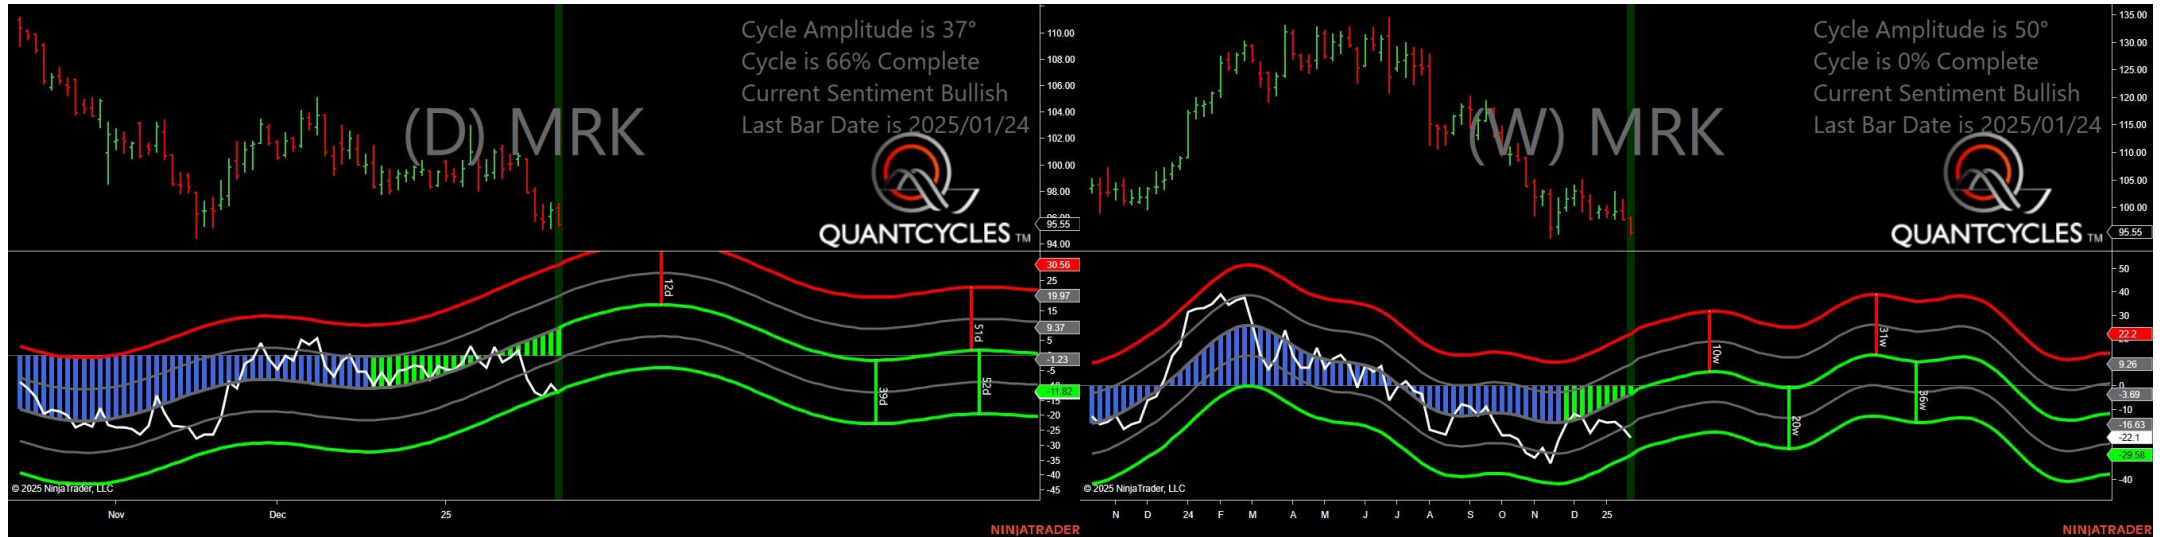 Cycle Amplitude is 37°
Cycle is 66% Complete
Current Sentiment Bullish
Last Bar Date is 2025/01/24
(D) MRK
QUANTCYCLES TM
110.00
108.00
106.00
104.00
102.00
100.00
98.00
96.00
95.55
94.00
30.56
25
19.97
15
9.37
5
-1.23
-5
-11.82
-15
-20
-25
-30
-35
-40
-45
12d
39d
51d
52d
© 2025 NinjaTrader, LLC
Nov
Dec
25
NINJATRADER
Cycle Amplitude is 50°
Cycle is 0% Complete
Current Sentiment Bullish
Last Bar Date is 2025/01/24
(W) MRK
QUANTCYCLES TM
135.00
130.00
125.00
120.00
115.00
110.00
105.00
100.00
95.55
50
40
30
22.2
9.26
0
-3.69
-10
-16.63
-22.1
-29.58
-40
10w
20w
31w
36w
© 2025 NinjaTrader, LLC
N D 24 F M A M J J A S O N D 25
NINJATRADER